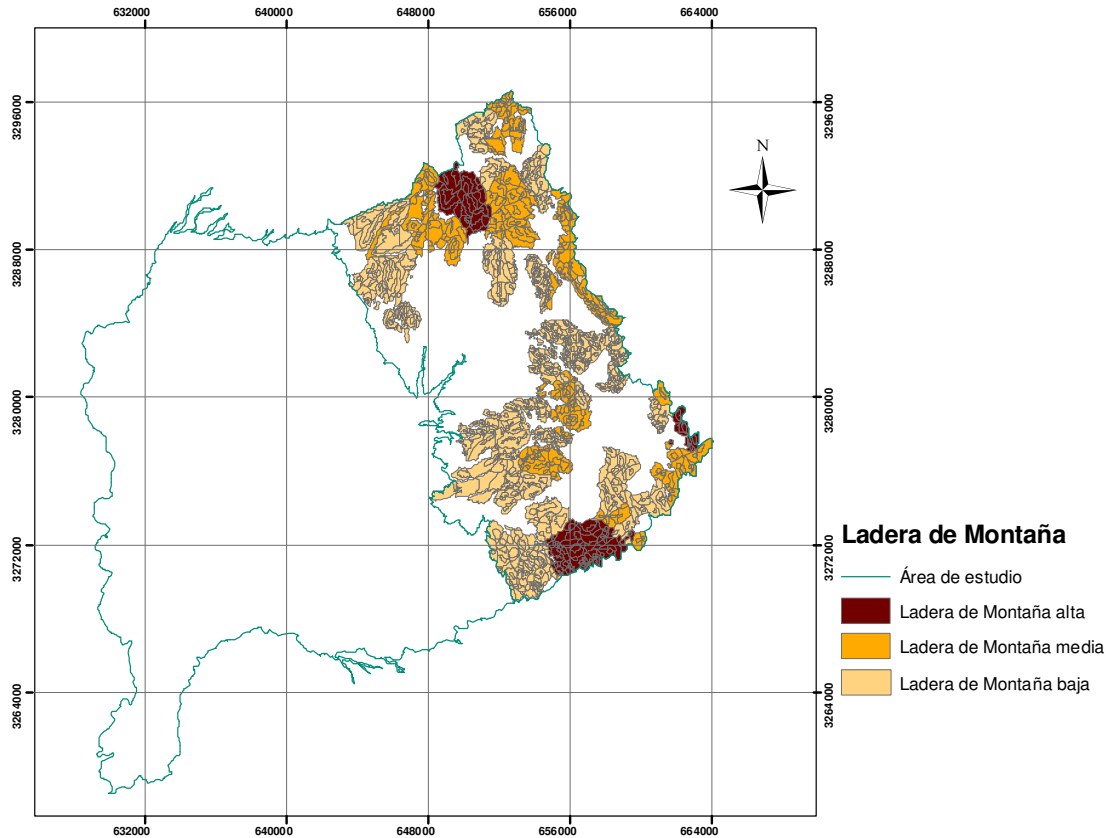 632000 640000 648000 656000 664000
3296000 3296000
N
3288000 3288000
3280000 3280000
3272000 3272000
Ladera de Montaña
Área de estudio
Ladera de Montaña alta
Ladera de Montaña media
Ladera de Montaña baja
3264000 3264000
632000 640000 648000 656000 664000